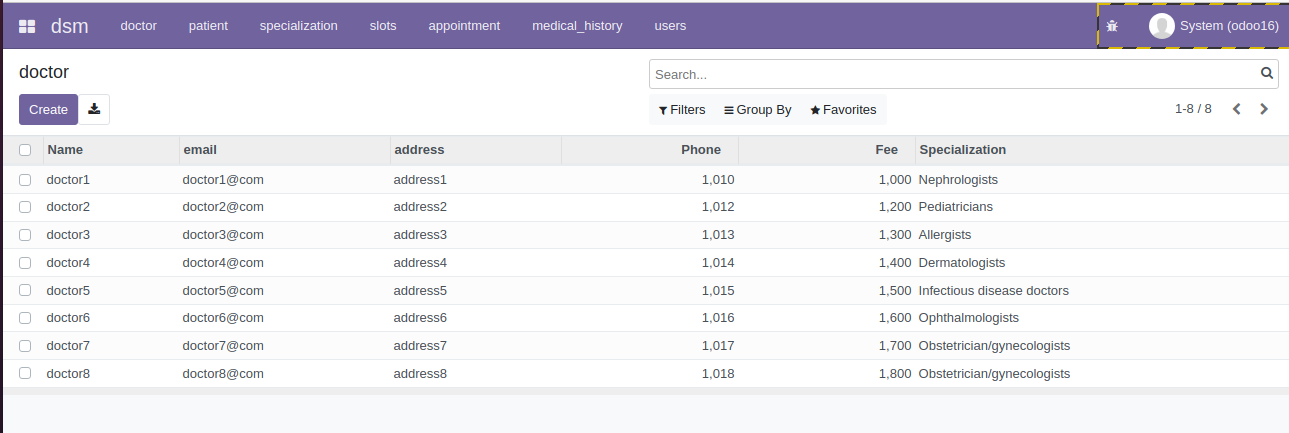 dsm doctor patient specialization slots appointment medical_history users System (odoo16)
doctor
Search...
Create
Filters Group By Favorites 1-8 / 8
Name email address Phone Fee Specialization
doctor1 doctor1@com address1 1,010 1,000 Nephrologists
doctor2 doctor2@com address2 1,012 1,200 Pediatricians
doctor3 doctor3@com address3 1,013 1,300 Allergists
doctor4 doctor4@com address4 1,014 1,400 Dermatologists
doctor5 doctor5@com address5 1,015 1,500 Infectious disease doctors
doctor6 doctor6@com address6 1,016 1,600 Ophthalmologists
doctor7 doctor7@com address7 1,017 1,700 Obstetrician/gynecologists
doctor8 doctor8@com address8 1,018 1,800 Obstetrician/gynecologists